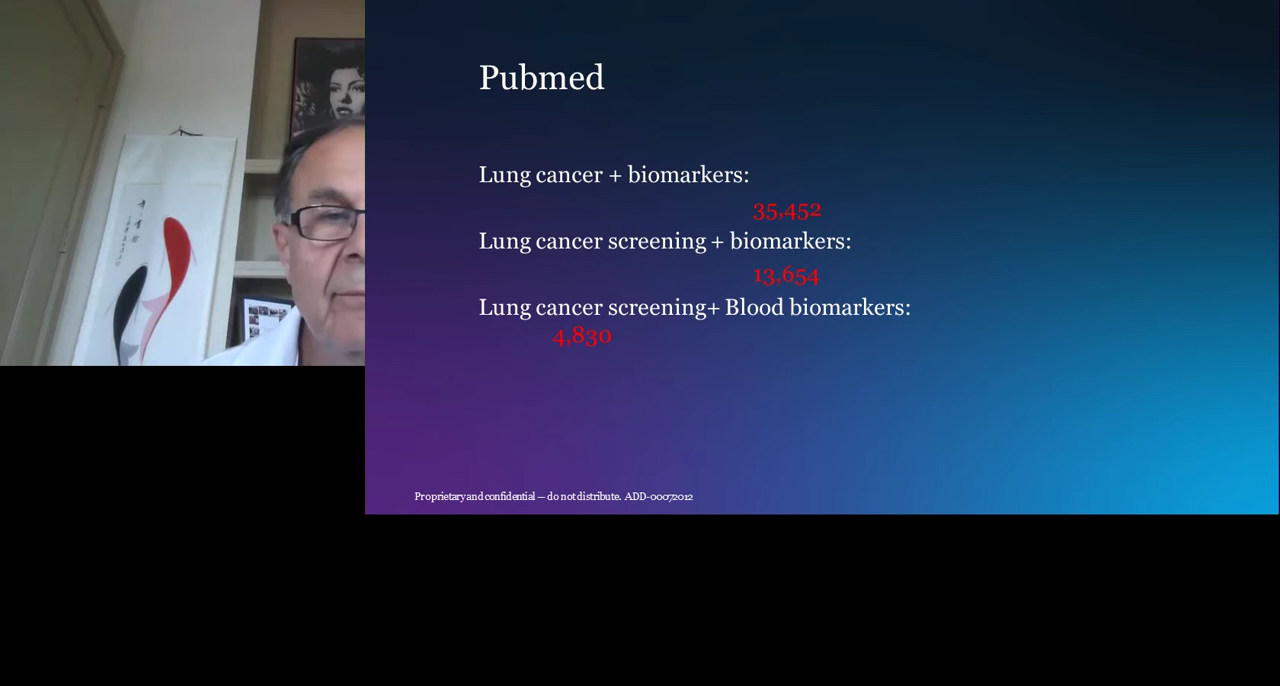 Pubmed
Lung cancer + biomarkers:
35,452
Lung cancer screening + biomarkers:
13,654
Lung cancer screening+ Blood biomarkers:
4,830
Proprietary and confidential — do not distribute. ADD-00072012